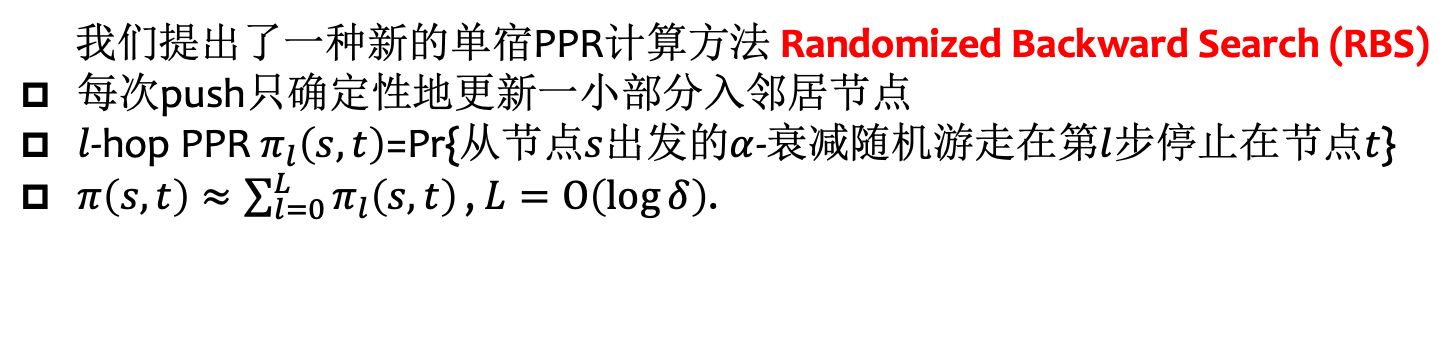 我们提出了一种新的单宿PPR计算方法 Randomized Backward Search (RBS)
每次push只确定性地更新一小部分入邻居节点
l-hop PPR π_l(s,t)=Pr{从节点s出发的α-衰减随机游走在第l步停止在节点t}
π(s,t) ≈ ∑_{l=0}^{L} π_l(s,t), L = O(log δ).